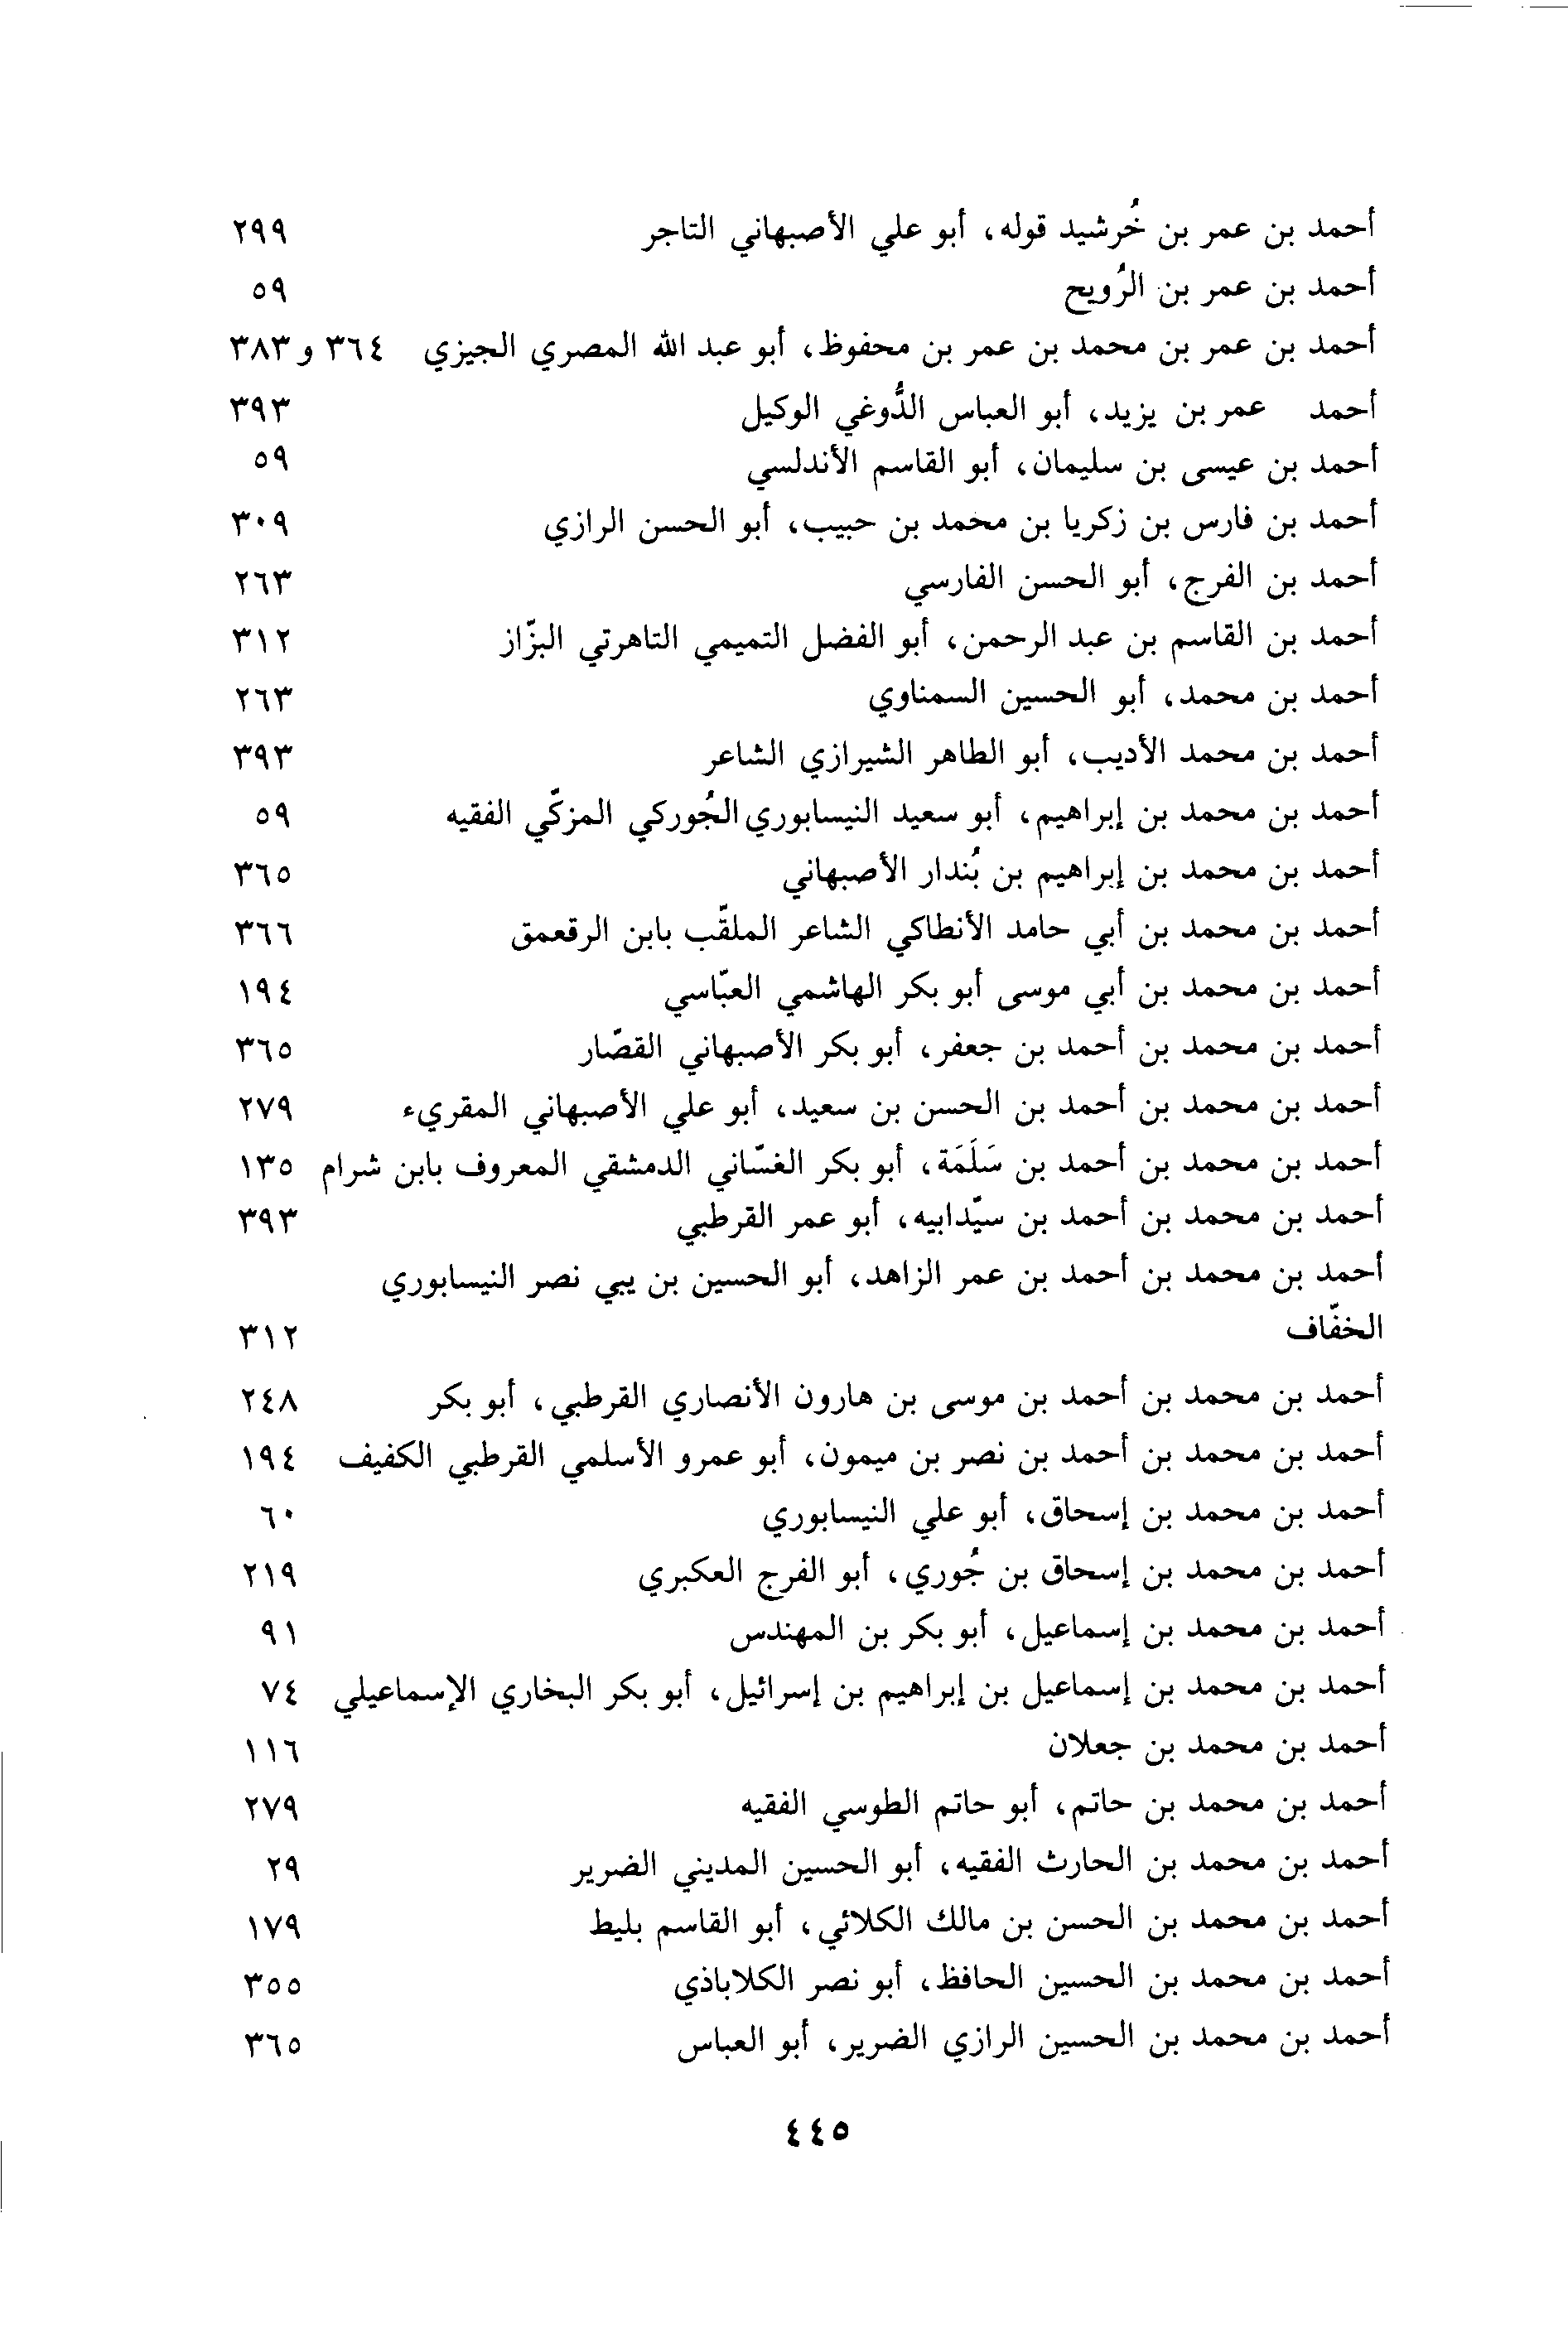 أحمد بن عمر بن خُرشيد قوله، أبو علي الأصبهاني التاجر ٢٩٩
أحمد بن عمر بن الرُويح ٥٩
أحمد بن عمر بن محمد بن عمر بن محفوظ، أبو عبد الله المصري الجيزي ٣٦٤ و ٣٨٣
أحمد عمر بن يزيد، أبو العباس الدُّوغي الوكيل ٣٩٣
أحمد بن عيسى بن سليمان، أبو القاسم الأندلسي ٥٩
أحمد بن فارس بن زكريا بن محمد بن حبيب، أبو الحسن الرازي ٣٠٩
أحمد بن الفرج، أبو الحسن الفارسي ٢٦٣
أحمد بن القاسم بن عبد الرحمن، أبو الفضل التميمي التاهرتي البزّاز ٣١٢
أحمد بن محمد، أبو الحسين السمناوي ٢٦٣
أحمد بن محمد الأديب، أبو الطاهر الشيرازي الشاعر ٣٩٣
أحمد بن محمد بن إبراهيم، أبو سعيد النيسابوري الجُوركي المزكّي الفقيه ٥٩
أحمد بن محمد بن إبراهيم بن بُندار الأصبهاني ٣٦٥
أحمد بن محمد بن أبي حامد الأنطاكي الشاعر الملقّب بابن الرقعمق ٣٦٦
أحمد بن محمد بن أبي موسى أبو بكر الهاشمي العبّاسي ١٩٤
أحمد بن محمد بن أحمد بن جعفر، أبو بكر الأصبهاني القصّار ٣٦٥
أحمد بن محمد بن أحمد بن الحسن بن سعيد، أبو علي الأصبهاني المقريء ٢٧٩
أحمد بن محمد بن أحمد بن سَلَمَة، أبو بكر الغسّاني الدمشقي المعروف بابن شرام ١٣٥
أحمد بن محمد بن أحمد بن سيّدابيه، أبو عمر القرطبي ٣٩٣
أحمد بن محمد بن أحمد بن عمر الزاهد، أبو الحسين بن يبي نصر النيسابوري
الخفّاف ٣١٢
أحمد بن محمد بن أحمد بن موسى بن هارون الأنصاري القرطبي، أبو بكر ٢٤٨
أحمد بن محمد بن أحمد بن نصر بن ميمون، أبو عمرو الأسلمي القرطبي الكفيف ١٩٤
أحمد بن محمد بن إسحاق، أبو علي النيسابوري ٦٠
أحمد بن محمد بن إسحاق بن جُوري، أبو الفرج العكبري ٢١٩
أحمد بن محمد بن إسماعيل، أبو بكر بن المهندس ٩١
أحمد بن محمد بن إسماعيل بن إبراهيم بن إسرائيل، أبو بكر البخاري الإسماعيلي ٧٤
أحمد بن محمد بن جعلان ١١٦
أحمد بن محمد بن حاتم، أبو حاتم الطوسي الفقيه ٢٧٩
أحمد بن محمد بن الحارث الفقيه، أبو الحسين المديني الضرير ٢٩
أحمد بن محمد بن الحسن بن مالك الكلائي، أبو القاسم بليط ١٧٩
أحمد بن محمد بن الحسين الحافظ، أبو نصر الكلاباذي ٣٥٥
أحمد بن محمد بن الحسين الرازي الضرير، أبو العباس ٣٦٥
٤٤٥